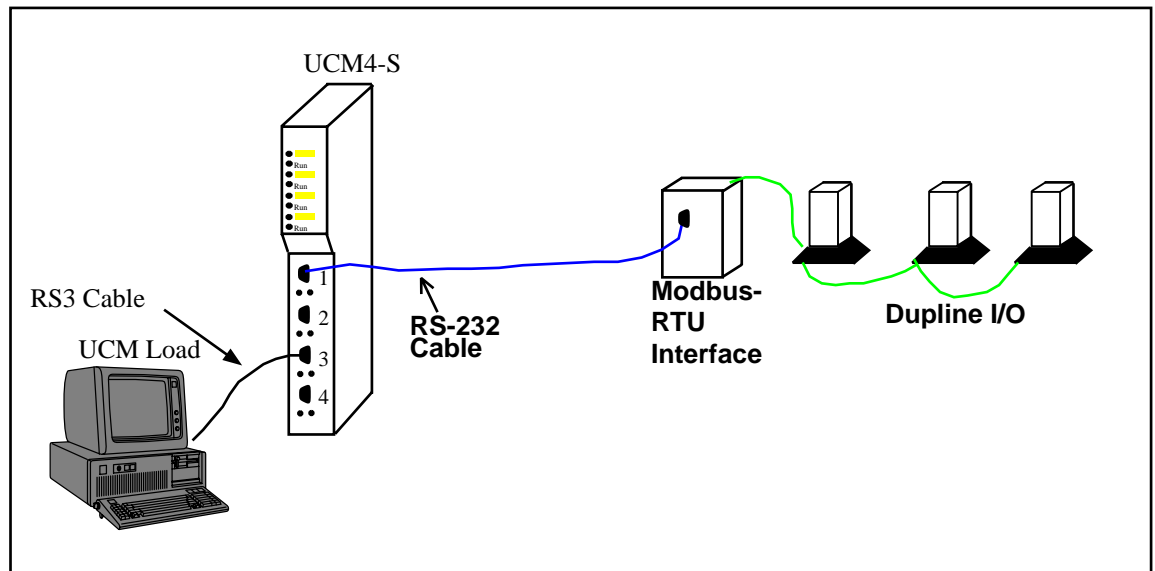 UCM4-S
Run
Run
Run
Run
1
2
3
4
RS3 Cable
UCM Load
RS-232
Cable
Modbus-
RTU
Interface
Dupline I/O